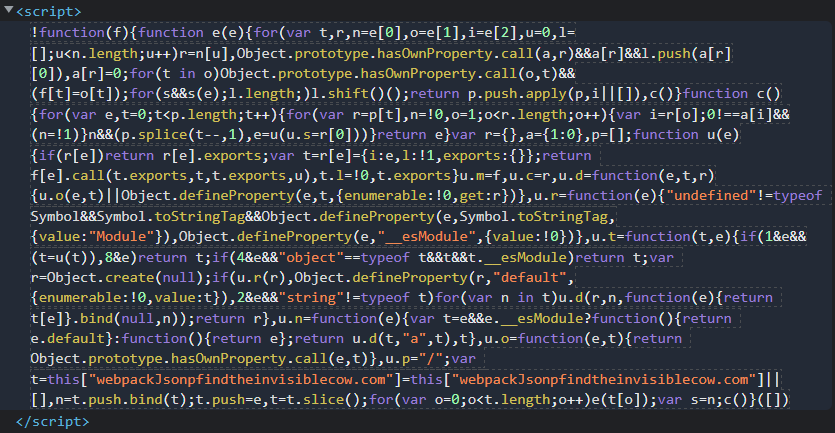 <script>
!function(f){function e(e){for(var t,r,n=e[0],o=e[1],i=e[2],u=0,l=
[];u<n.length;u++)r=n[u],Object.prototype.hasOwnProperty.call(a,r)&&a[r]&&l.push(a[r]
[0]),a[r]=0;for(t in o)Object.prototype.hasOwnProperty.call(o,t)&&
(f[t]=o[t]);for(s&&s(e);l.length;)l.shift()();return p.push.apply(p,i||[]),c()}function c()
{for(var e,t=0;t<p.length;t++){for(var r=p[t],n=!0,o=1;o<r.length;o++){var i=r[o];0!==a[i]&&
(n=!1)}n&&(p.splice(t--,1),e=u(u.s=r[0]))}return e}var r={},a={1:0},p=[];function u(e)
{if(r[e])return r[e].exports;var t=r[e]={i:e,l:!1,exports:{}};return
f[e].call(t.exports,t,t.exports,u),t.l=!0,t.exports}u.m=f,u.c=r,u.d=function(e,t,r)
{u.o(e,t)||Object.defineProperty(e,t,{enumerable:!0,get:r})},u.r=function(e){"undefined"!=typeof
Symbol&&Symbol.toStringTag&&Object.defineProperty(e,Symbol.toStringTag,
{value:"Module"}),Object.defineProperty(e,"__esModule",{value:!0})},u.t=function(t,e){if(1&e&&
(t=u(t)),8&e)return t;if(4&e&&"object"==typeof t&&t&&t.__esModule)return t;var
r=Object.create(null);if(u.r(r),Object.defineProperty(r,"default",
{enumerable:!0,value:t}),2&e&&"string"!=typeof t)for(var n in t)u.d(r,n,function(e){return
t[e]}.bind(null,n));return r},u.n=function(e){var t=e&&e.__esModule?function(){return
e.default}:function(){return e};return u.d(t,"a",t),t},u.o=function(e,t){return
Object.prototype.hasOwnProperty.call(e,t)},u.p="/";var
t=this["webpackJsonpfindtheinvisiblecow.com"]=this["webpackJsonpfindtheinvisiblecow.com"]||
[],n=t.push.bind(t);t.push=e,t=t.slice();for(var o=0;o<t.length;o++)e(t[o]);var s=n;c()}([])
</script>